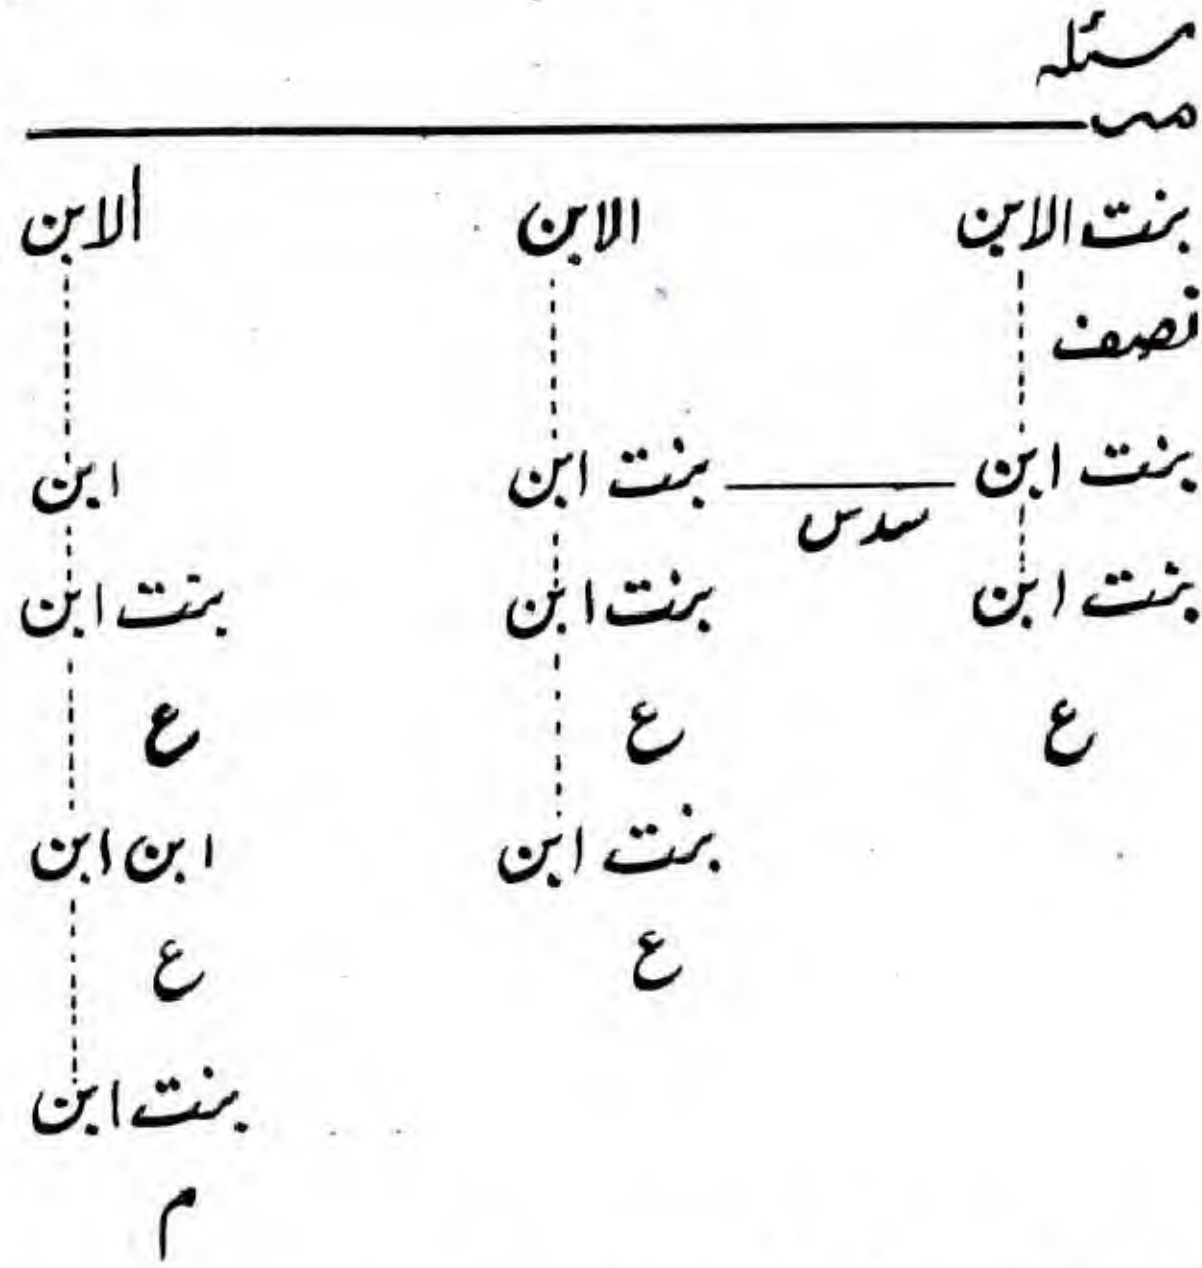 مسئلہ
میـــت
بنت الابن الابن الابن
نصف
بنت ابن بنت ابن ابن
سدس
بنت ابن بنت ابن بنت ابن
ع ع ع
بنت ابن ابن ابن
ع ع
بنت ابن
م